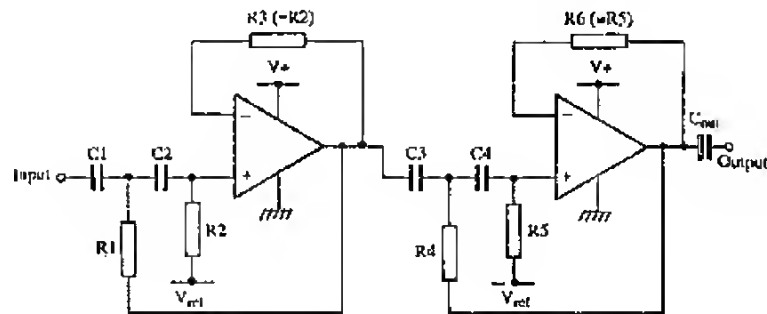 R3 (=R2)
R6 (=R5)
V+
V+
−
−
C1
C2
+
C3
C4
+
Cout
Input
Output
R1
R2
R4
R5
Vref
Vref